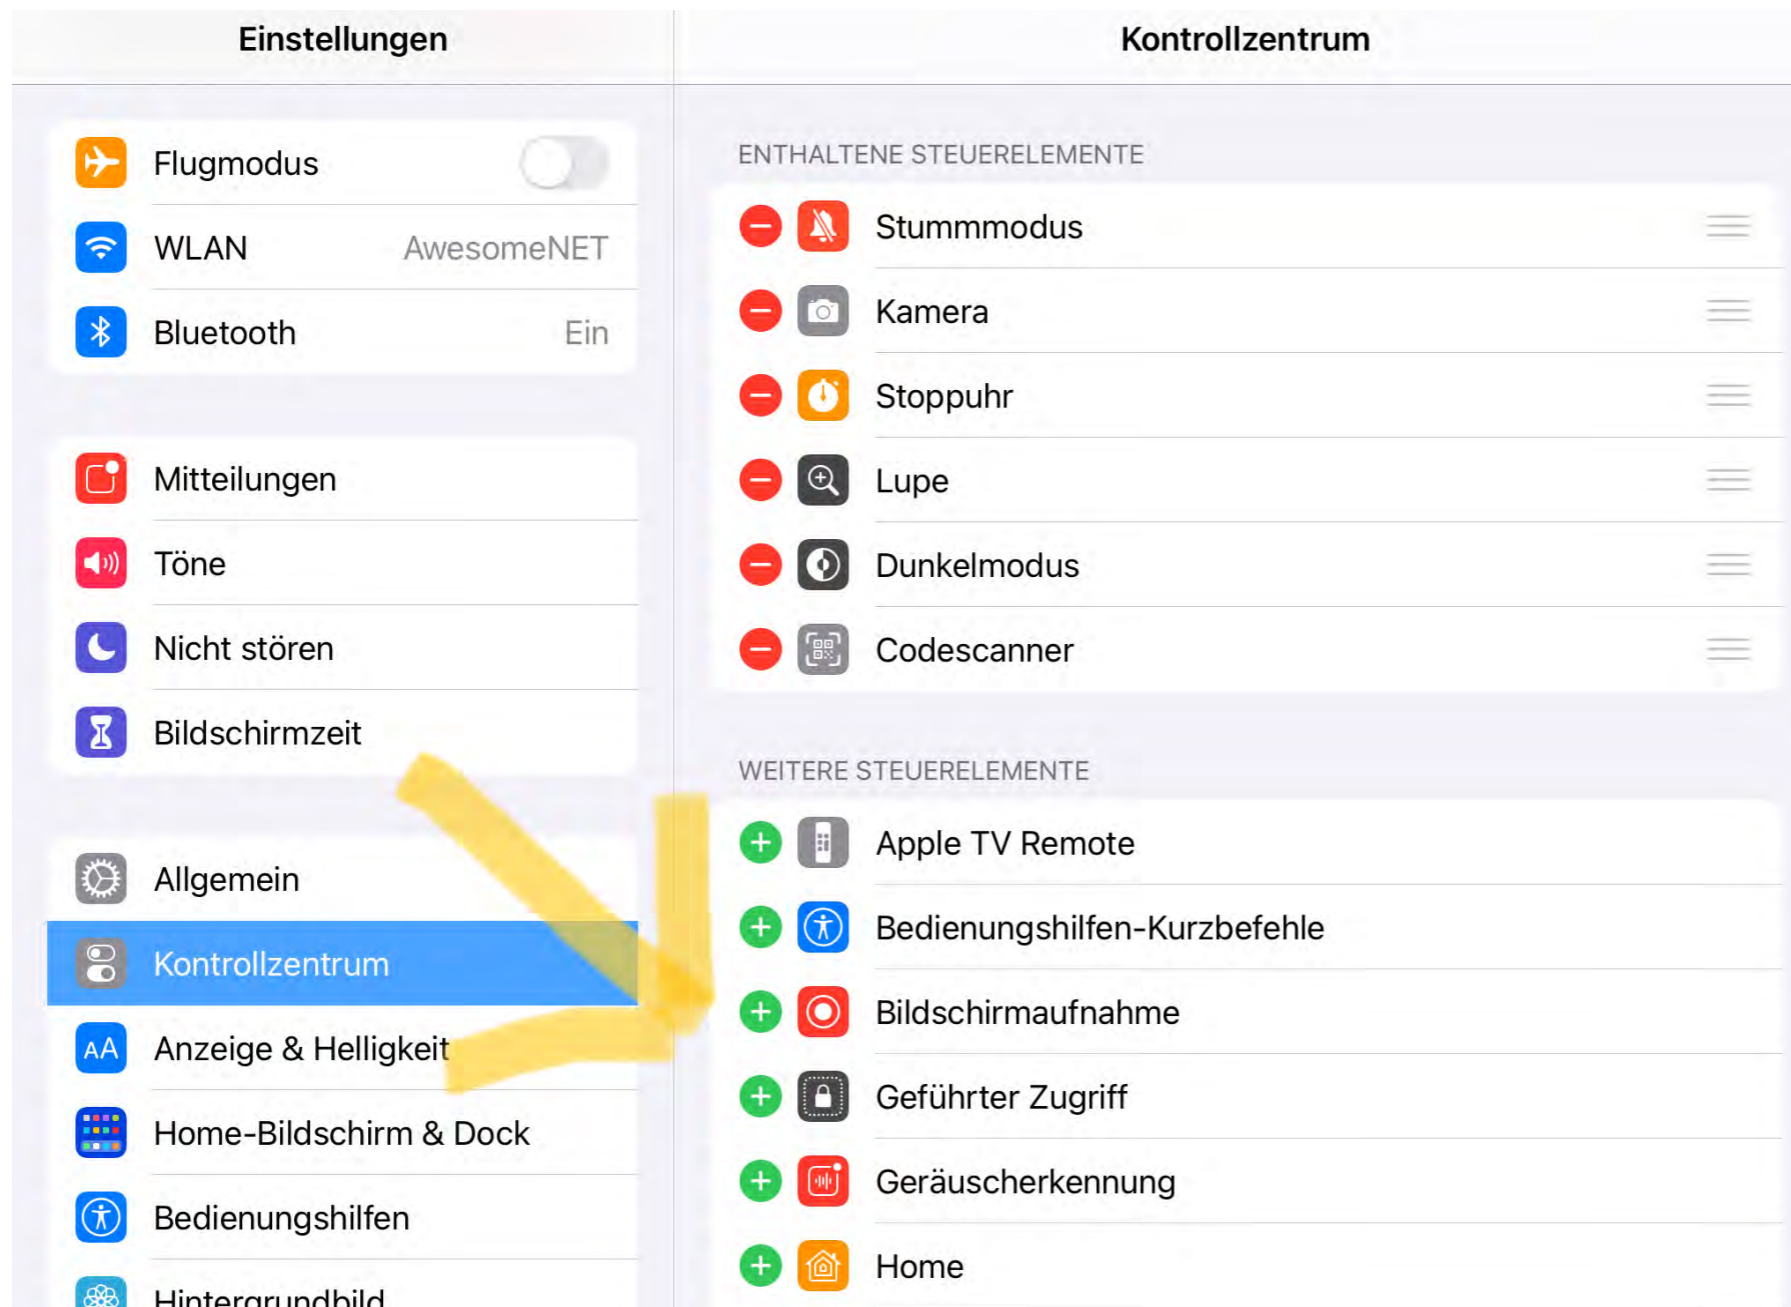 Einstellungen
Flugmodus
WLAN AwesomeNET
Bluetooth Ein
Mitteilungen
Töne
Nicht stören
Bildschirmzeit
Allgemein
Kontrollzentrum
AA Anzeige & Helligkeit
Home-Bildschirm & Dock
Bedienungshilfen
Hintergrundbild
Kontrollzentrum
ENTHALTENE STEUERELEMENTE
Stummmodus
Kamera
Stoppuhr
Lupe
Dunkelmodus
Codescanner
WEITERE STEUERELEMENTE
Apple TV Remote
Bedienungshilfen-Kurzbefehle
Bildschirmaufnahme
Geführter Zugriff
Geräuscherkennung
Home